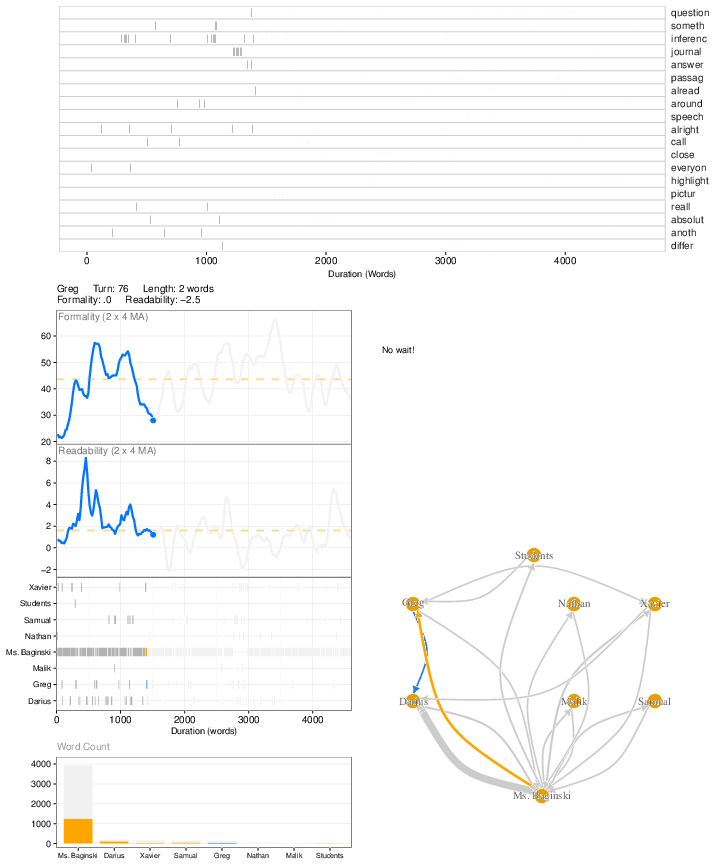 question
someth
inferenc
journal
answer
passag
alread
around
speech
alright
call
close
everyon
highlight
pictur
reall
absolut
anoth
differ
0 1000 2000 3000 4000
Duration (Words)
Greg Turn: 76 Length: 2 words
Formality: .0 Readability: −2.5
Formality (2 x 4 MA)
60
50
40
30
20
No wait!
Readability (2 x 4 MA)
8
6
4
2
0
−2
Xavier
Students
Samual
Nathan
Ms. Baginski
Malik
Greg
Darius
0 1000 2000 3000 4000
Duration (words)
Students
Greg Nathan Xavier
Darius Malik Samual
Ms. Baginski
Word Count
4000
3000
2000
1000
0
Ms. Baginski Darius Xavier Samual Greg Nathan Malik Students